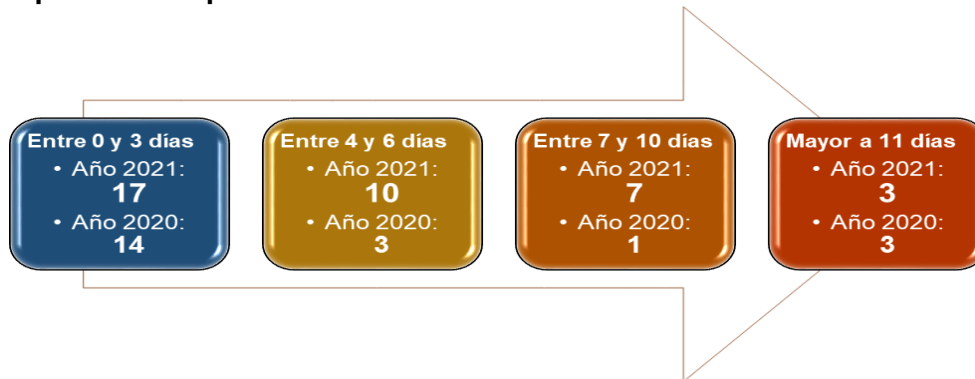 Entre 0 y 3 días
• Año 2021:
17
• Año 2020:
14
Entre 4 y 6 días
• Año 2021:
10
• Año 2020:
3
Entre 7 y 10 días
• Año 2021:
7
• Año 2020:
1
Mayor a 11 días
• Año 2021:
3
• Año 2020:
3